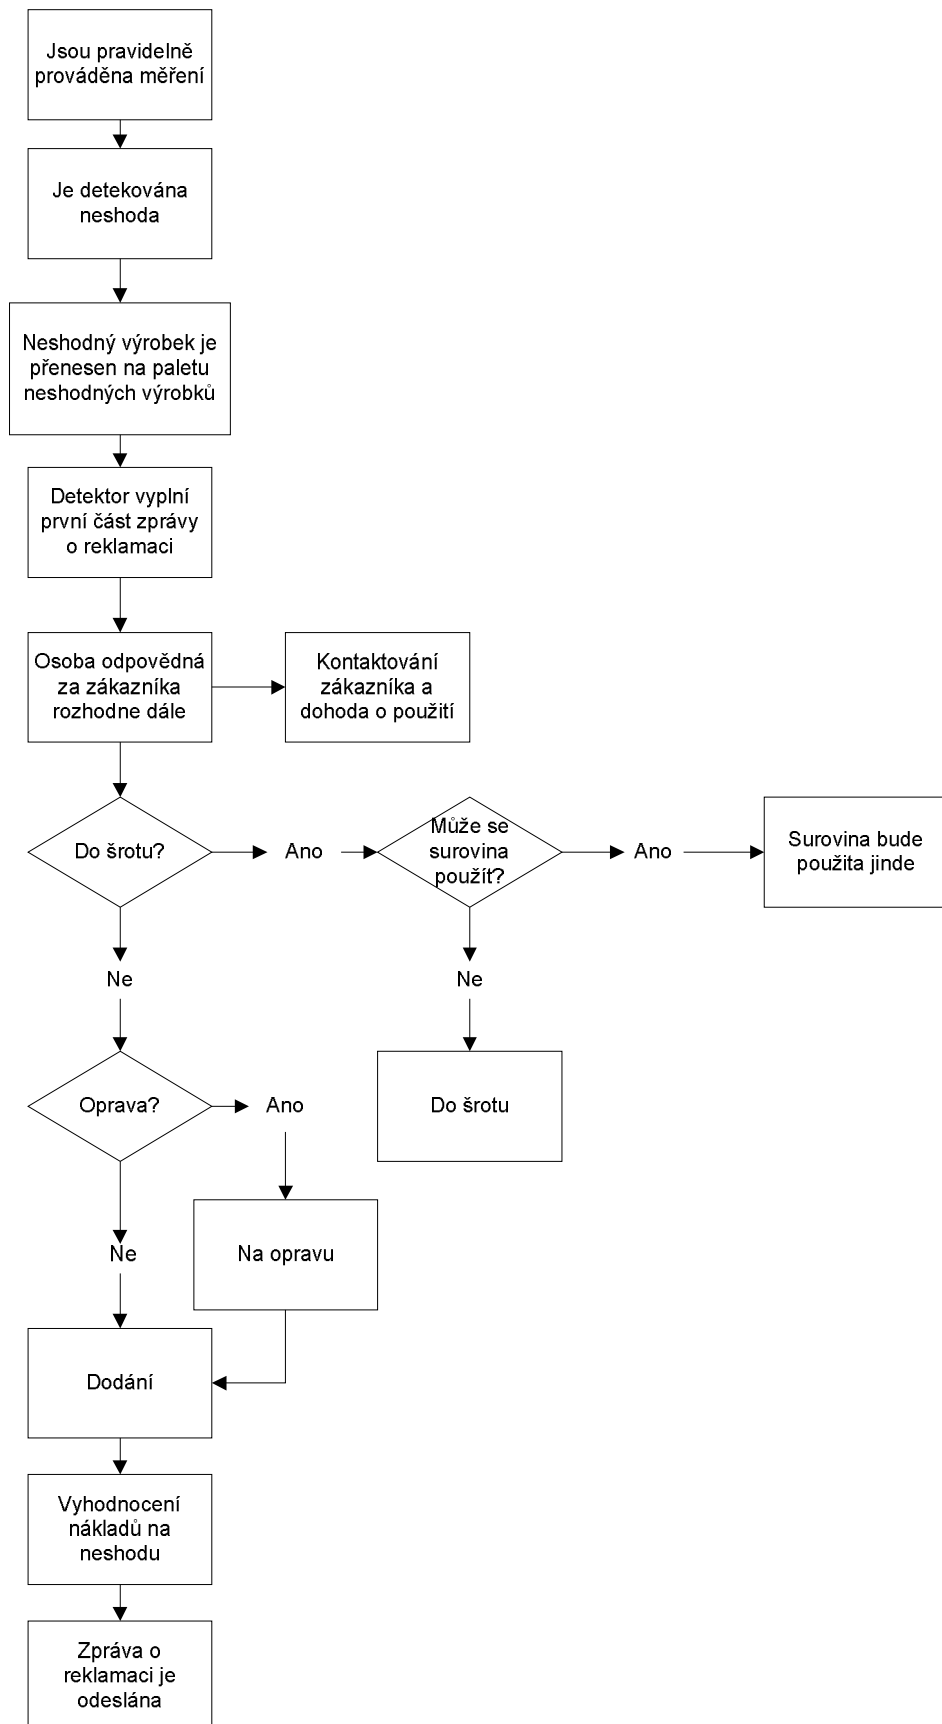 Jsou pravidelně
prováděna měření
Je detekována
neshoda
Neshodný výrobek je
přenesen na paletu
neshodných výrobků
Detektor vyplní
první část zprávy
o reklamaci
Osoba odpovědná
za zákazníka
rozhodne dále
Kontaktování
zákazníka a
dohoda o použití
Do šrotu?
Ano
Může se
surovina
použít?
Ano
Surovina bude
použita jinde
Ne
Ne
Oprava?
Ano
Do šrotu
Ne
Na opravu
Dodání
Vyhodnocení
nákladů na
neshodu
Zpráva o
reklamaci je
odeslána